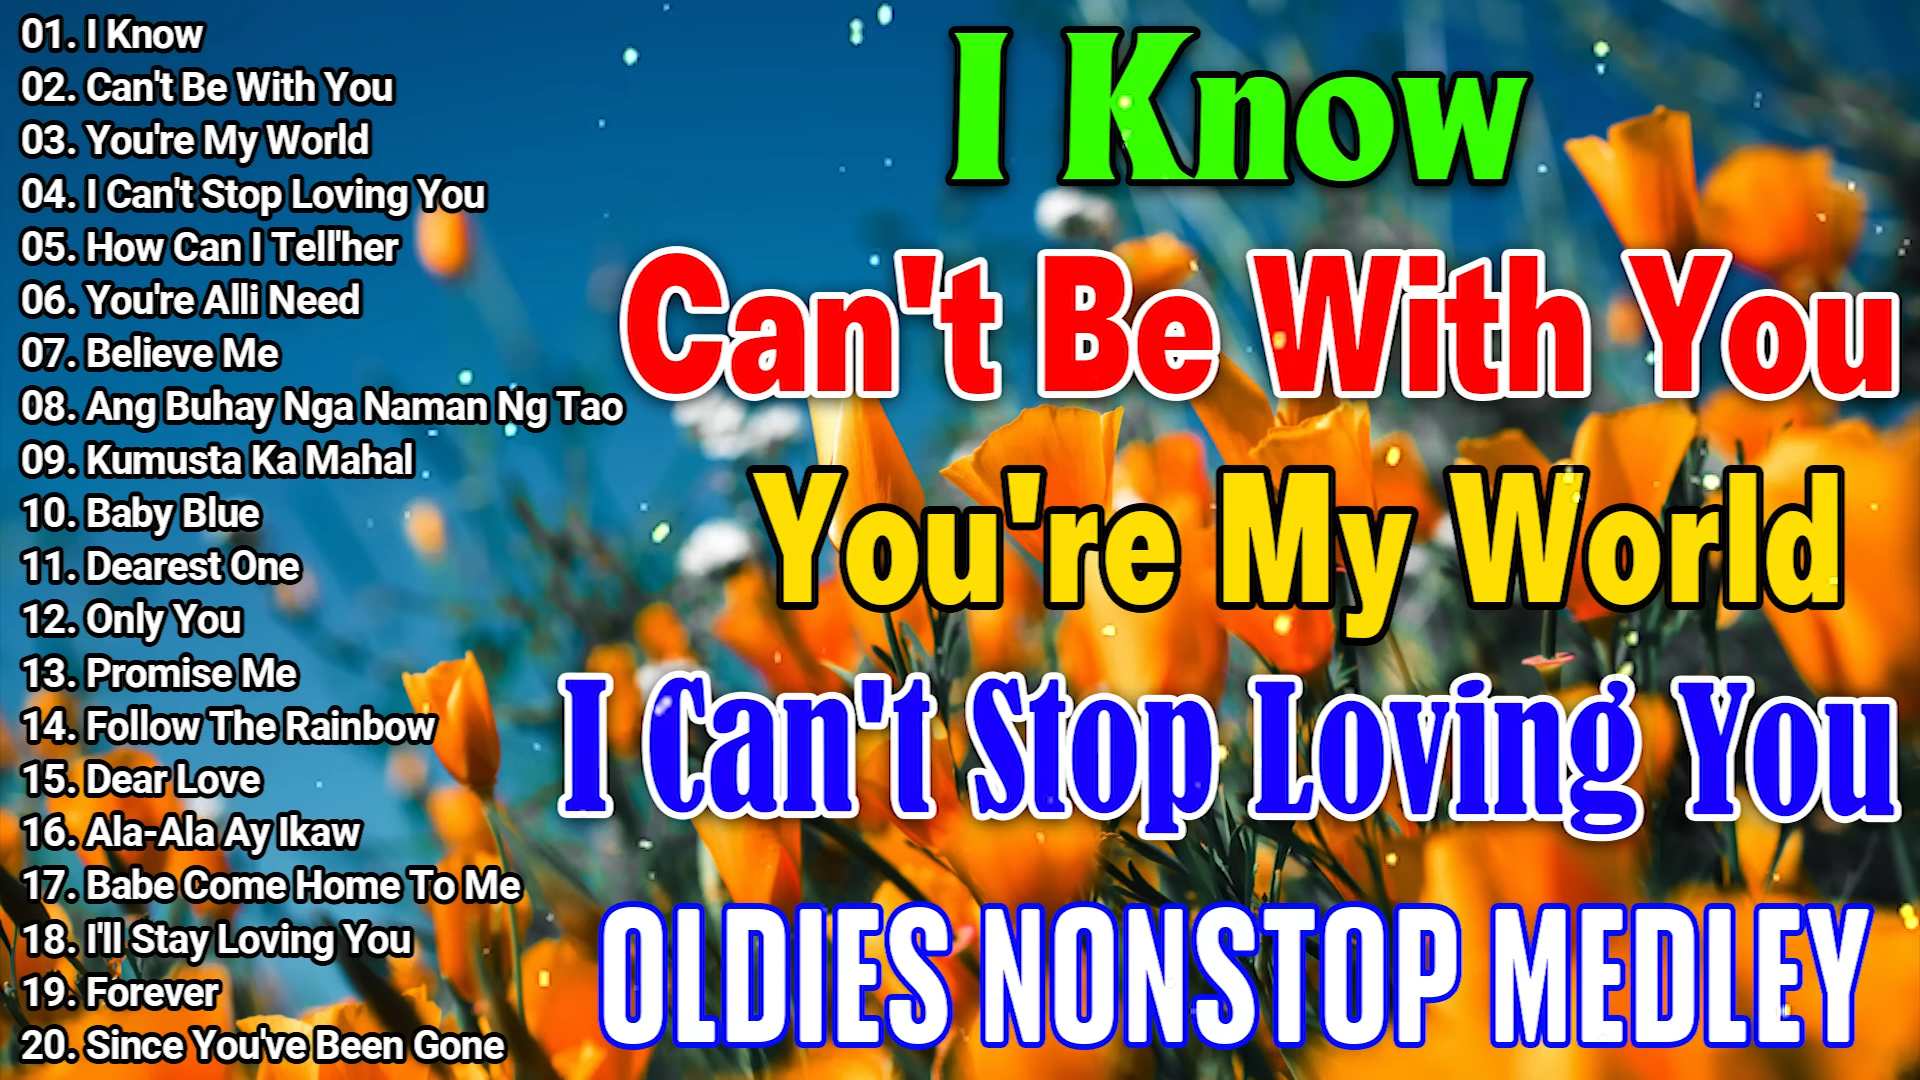 01. I Know
02. Can't Be With You
03. You're My World
04. I Can't Stop Loving You
05. How Can I Tell'her
06. You're Alli Need
07. Believe Me
08. Ang Buhay Nga Naman Ng Tao
09. Kumusta Ka Mahal
10. Baby Blue
11. Dearest One
12. Only You
13. Promise Me
14. Follow The Rainbow
15. Dear Love
16. Ala-Ala Ay Ikaw
17. Babe Come Home To Me
18. I'll Stay Loving You
19. Forever
20. Since You've Been Gone
I Know
Can't Be With You
You're My World
I Can't Stop Loving You
OLDIES NONSTOP MEDLEY